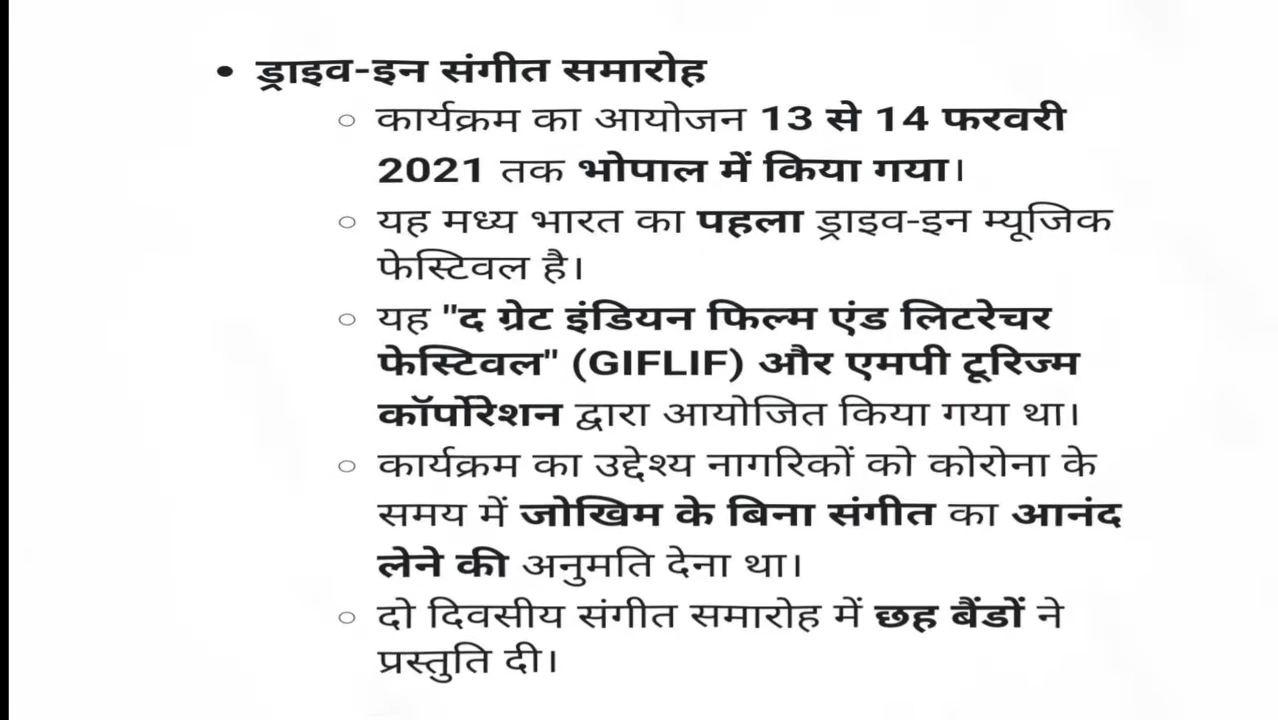 • ड्राइव-इन संगीत समारोह
○ कार्यक्रम का आयोजन 13 से 14 फरवरी
2021 तक भोपाल में किया गया।
○ यह मध्य भारत का पहला ड्राइव-इन म्यूजिक
फेस्टिवल है।
○ यह "द ग्रेट इंडियन फिल्म एंड लिटरेचर
फेस्टिवल" (GIFLIF) और एमपी टूरिज्म
कॉर्पोरेशन द्वारा आयोजित किया गया था।
○ कार्यक्रम का उद्देश्य नागरिकों को कोरोना के
समय में जोखिम के बिना संगीत का आनंद
लेने की अनुमति देना था।
○ दो दिवसीय संगीत समारोह में छह बैंडों ने
प्रस्तुति दी।